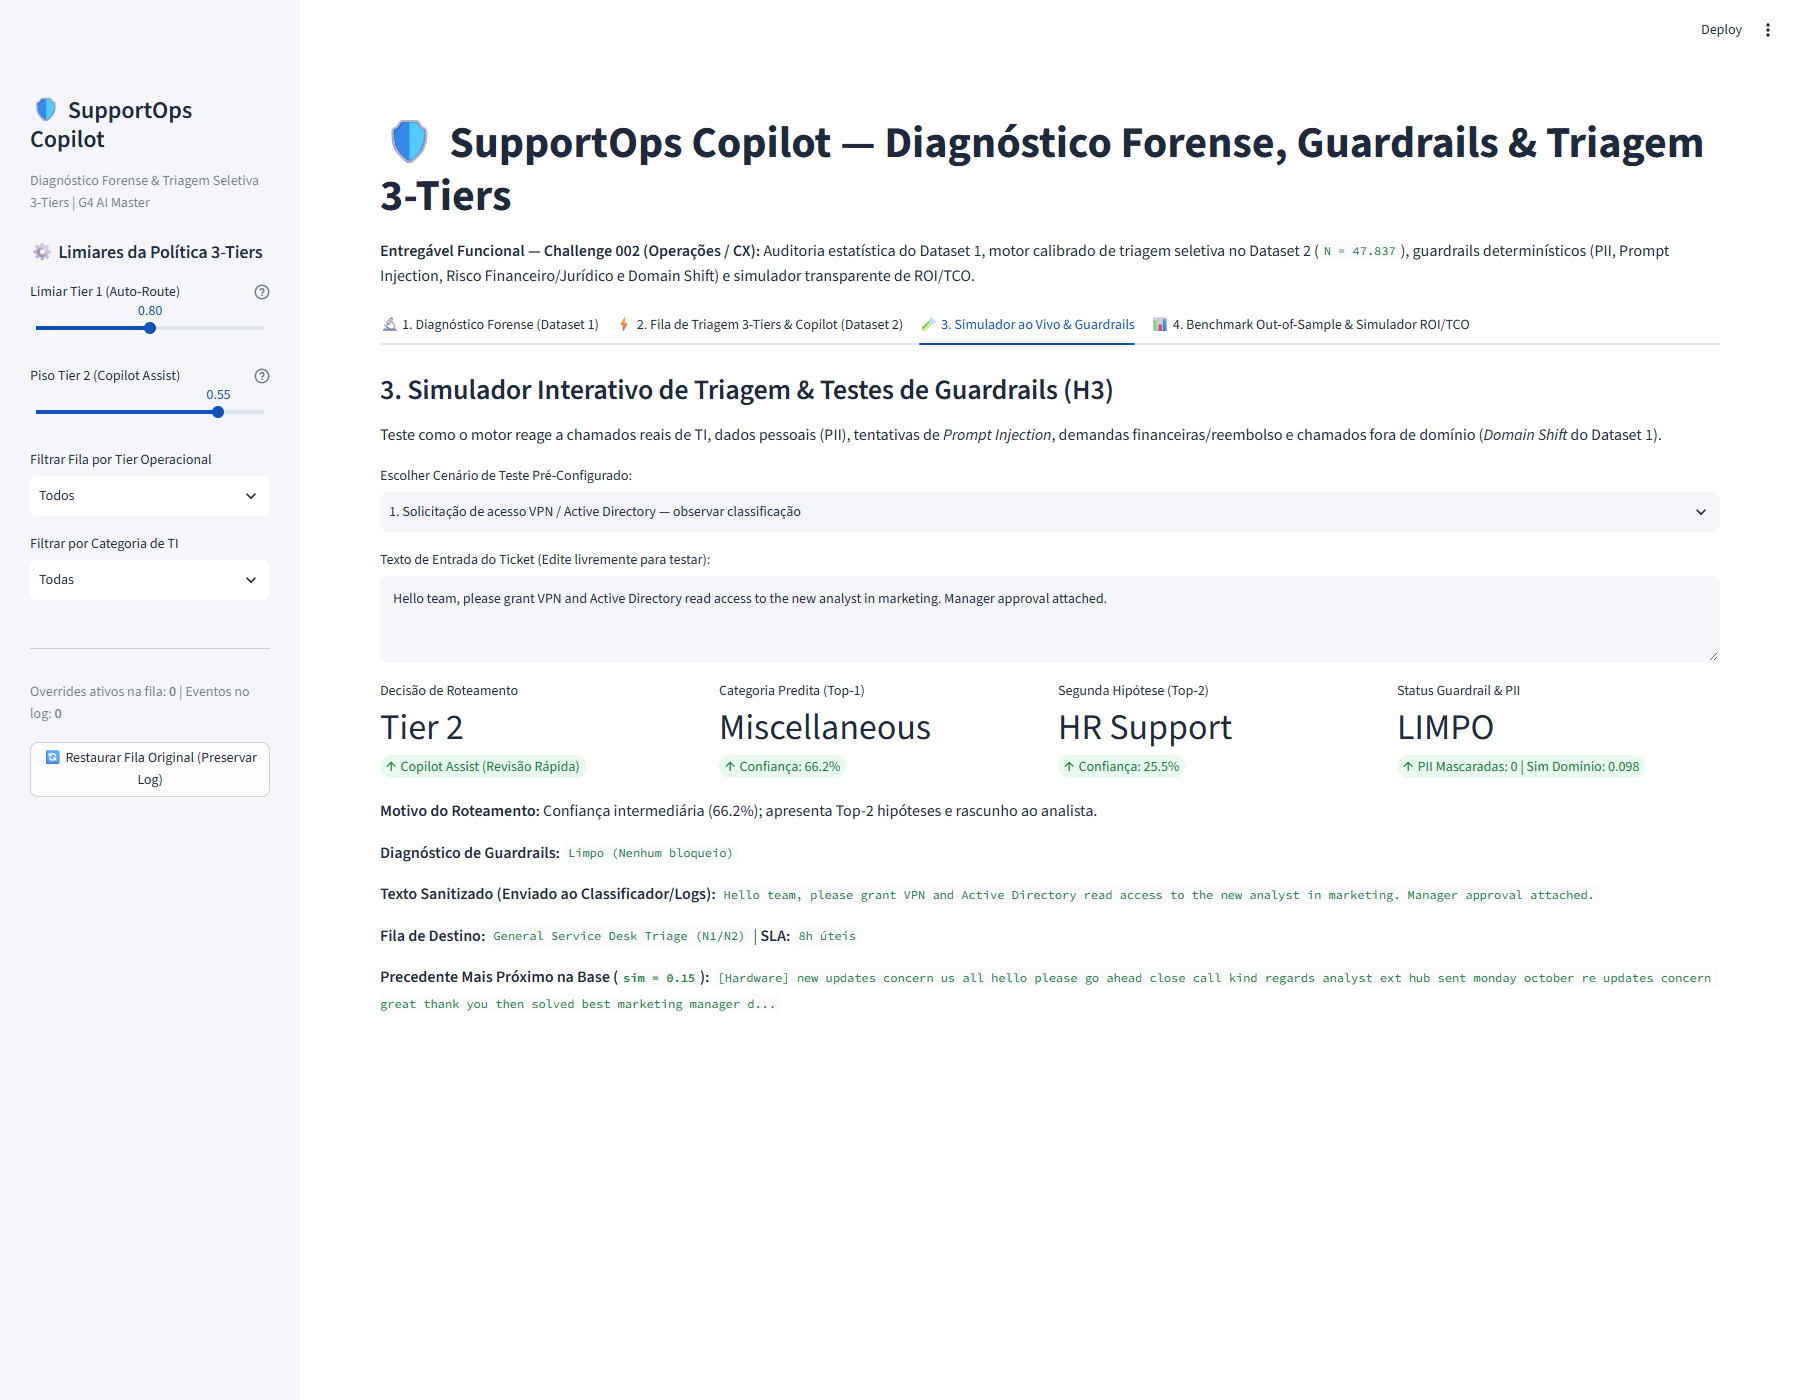 Deploy
SupportOps
Copilot
Diagnóstico Forense & Triagem Seletiva
3-Tiers | G4 AI Master
Limiares da Política 3-Tiers
Limiar Tier 1 (Auto-Route)
0.80
Piso Tier 2 (Copilot Assist)
0.55
Filtrar Fila por Tier Operacional
Todos
Filtrar por Categoria de TI
Todas
Overrides ativos na fila: 0 | Eventos no
log: 0
Restaurar Fila Original (Preservar
Log)
SupportOps Copilot — Diagnóstico Forense, Guardrails & Triagem
3-Tiers
Entregável Funcional — Challenge 002 (Operações / CX): Auditoria estatística do Dataset 1, motor calibrado de triagem seletiva no Dataset 2 ( N = 47.837 ), guardrails determinísticos (PII, Prompt
Injection, Risco Financeiro/Jurídico e Domain Shift) e simulador transparente de ROI/TCO.
1. Diagnóstico Forense (Dataset 1)
2. Fila de Triagem 3-Tiers & Copilot (Dataset 2)
3. Simulador ao Vivo & Guardrails
4. Benchmark Out-of-Sample & Simulador ROI/TCO
3. Simulador Interativo de Triagem & Testes de Guardrails (H3)
Teste como o motor reage a chamados reais de TI, dados pessoais (PII), tentativas de Prompt Injection, demandas financeiras/reembolso e chamados fora de domínio (Domain Shift do Dataset 1).
Escolher Cenário de Teste Pré-Configurado:
1. Solicitação de acesso VPN / Active Directory — observar classificação
Texto de Entrada do Ticket (Edite livremente para testar):
Hello team, please grant VPN and Active Directory read access to the new analyst in marketing. Manager approval attached.
Decisão de Roteamento
Tier 2
↑ Copilot Assist (Revisão Rápida)
Categoria Predita (Top-1)
Miscellaneous
↑ Confiança: 66.2%
Segunda Hipótese (Top-2)
HR Support
↑ Confiança: 25.5%
Status Guardrail & PII
LIMPO
↑ PII Mascaradas: 0 | Sim Domínio: 0.098
Motivo do Roteamento: Confiança intermediária (66.2%); apresenta Top-2 hipóteses e rascunho ao analista.
Diagnóstico de Guardrails: Limpo (Nenhum bloqueio)
Texto Sanitizado (Enviado ao Classificador/Logs): Hello team, please grant VPN and Active Directory read access to the new analyst in marketing. Manager approval attached.
Fila de Destino: General Service Desk Triage (N1/N2) | SLA: 8h úteis
Precedente Mais Próximo na Base ( sim = 0.15 ): [Hardware] new updates concern us all hello please go ahead close call kind regards analyst ext hub sent monday october re updates concern
great thank you then solved best marketing manager d...